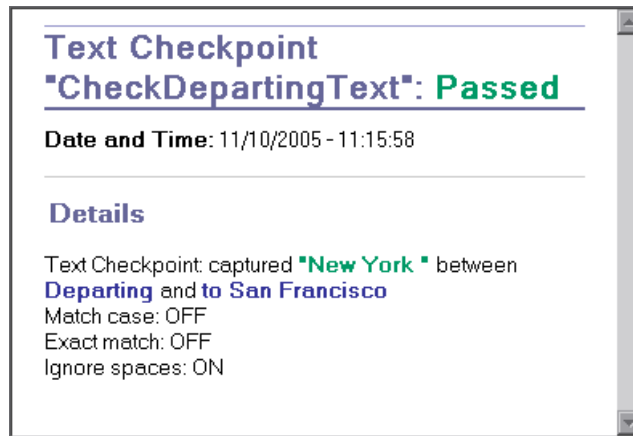 Text Checkpoint
"CheckDepartingText": Passed
Date and Time: 11/10/2005 - 11:15:58
Details
Text Checkpoint: captured "New York " between
Departing and to San Francisco
Match case: OFF
Exact match: OFF
Ignore spaces: ON